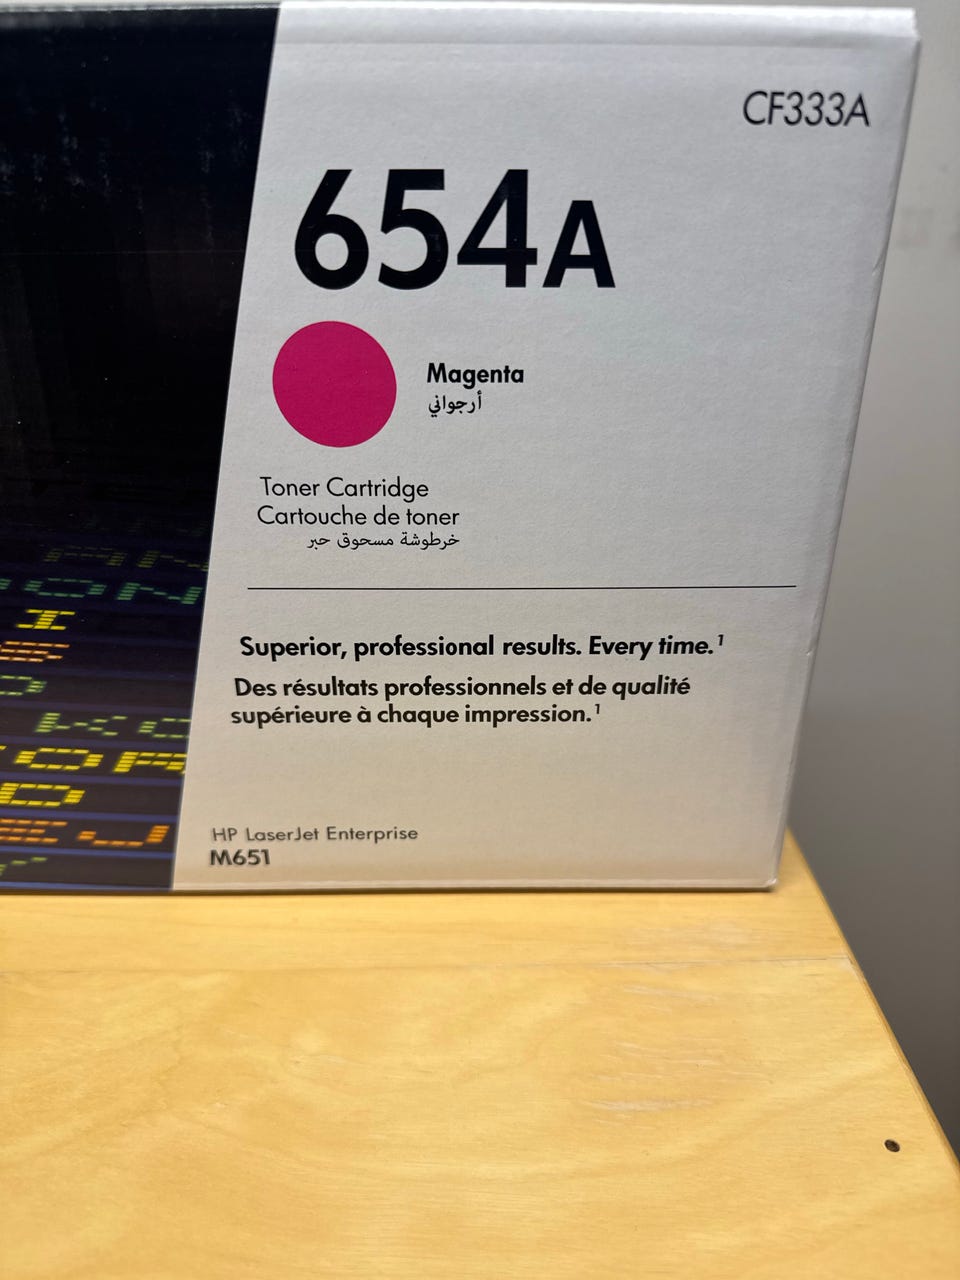 CF333A
654A
Magenta
أرجواني
Toner Cartridge
Cartouche de toner
خرطوشة مسحوق حبر
Superior, professional results. Every time.¹
Des résultats professionnels et de qualité
supérieure à chaque impression.¹
HP LaserJet Enterprise
M651